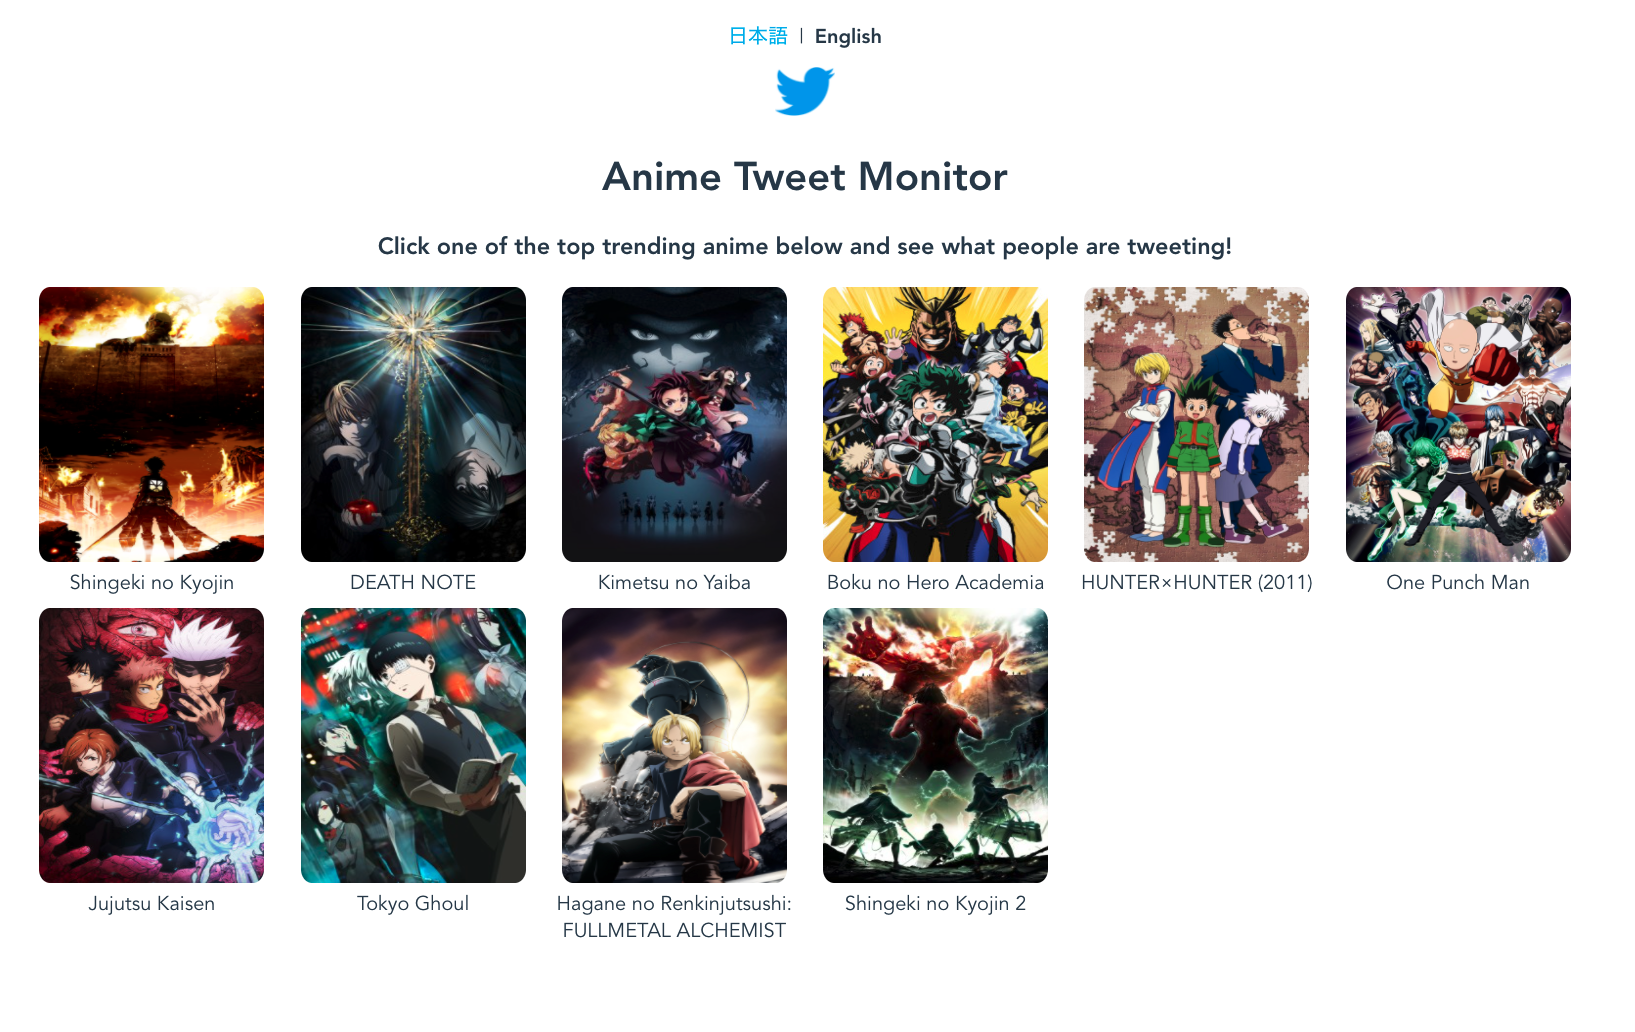 日本語 | English
Anime Tweet Monitor
Click one of the top trending anime below and see what people are tweeting!
Shingeki no Kyojin
DEATH NOTE
Kimetsu no Yaiba
Boku no Hero Academia
HUNTER×HUNTER (2011)
One Punch Man
Jujutsu Kaisen
Tokyo Ghoul
Hagane no Renkinjutsushi:
FULLMETAL ALCHEMIST
Shingeki no Kyojin 2